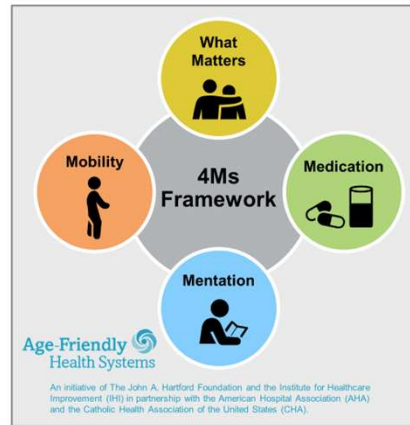 What
Matters
Mobility
4Ms
Framework
Medication
Mentation
Age-Friendly
Health Systems
An initiative of The John A. Hartford Foundation and the Institute for Healthcare
Improvement (IHI) in partnership with the American Hospital Association (AHA)
and the Catholic Health Association of the United States (CHA).